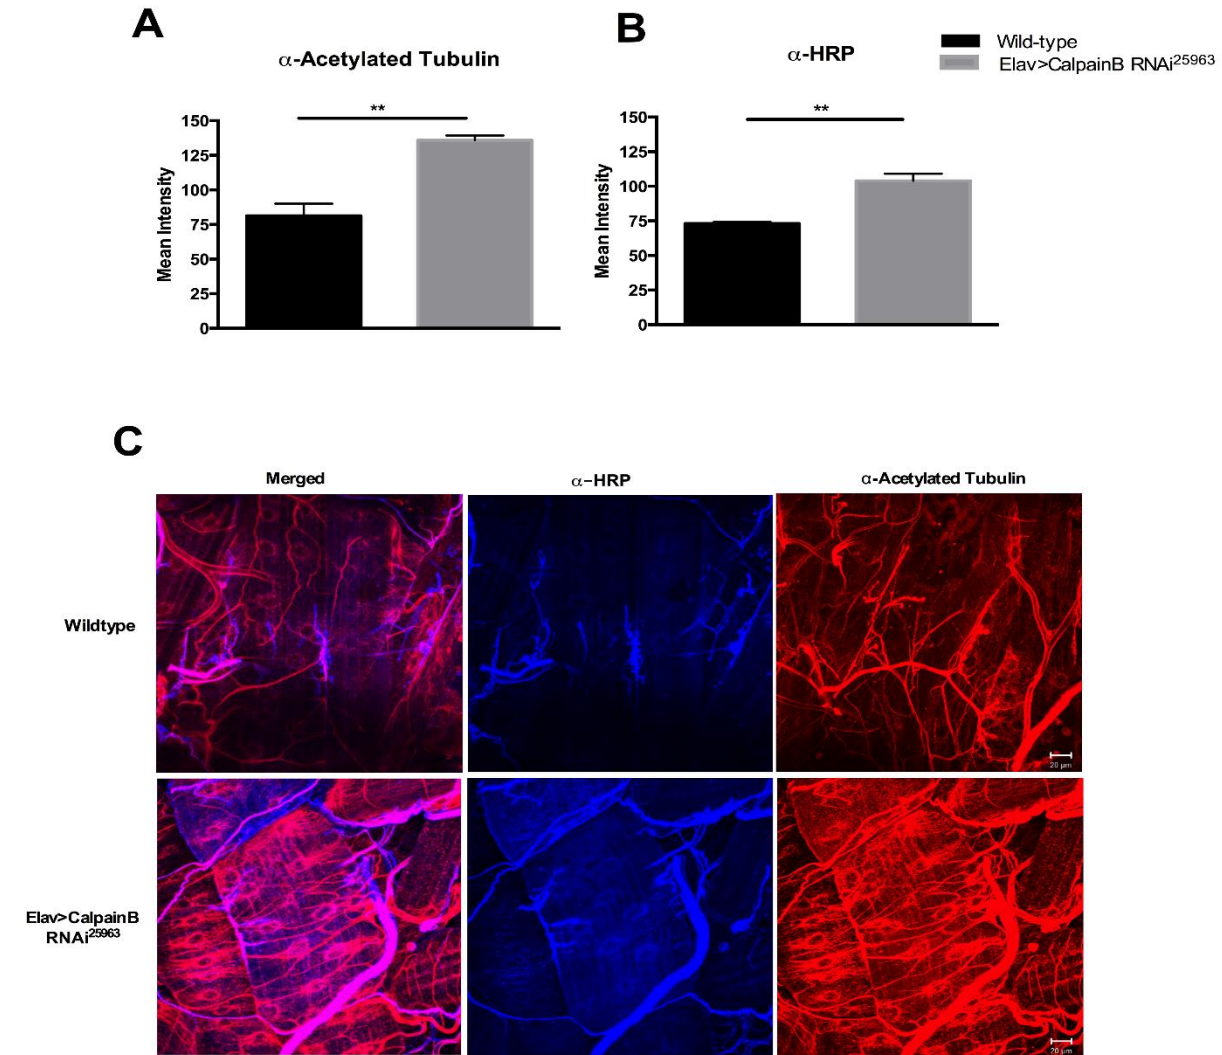 A
α-Acetylated Tubulin
**
150
125
100
75
50
25
0
Mean Intensity
B
α-HRP
**
150
125
100
75
50
25
0
Mean Intensity
Wild-type
Elav>CalpainB RNAi25963
C
Merged
α-HRP
α-Acetylated Tubulin
Wildtype
20 µm
Elav>CalpainB
RNAi25963
20 µm